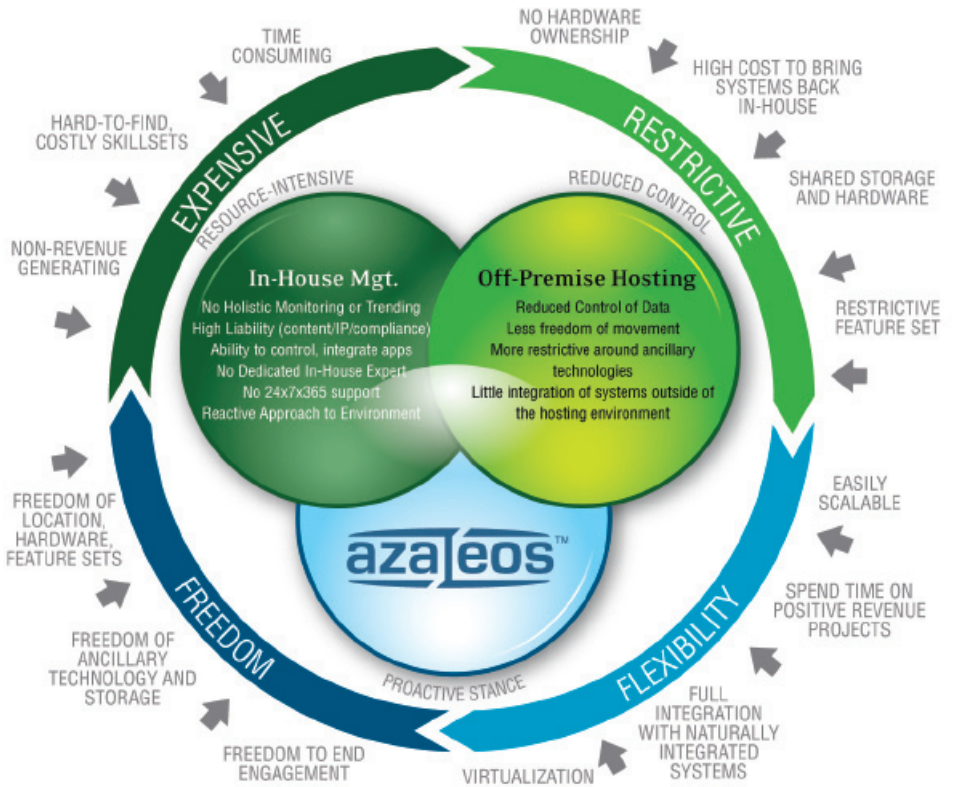 NO HARDWARE
OWNERSHIP
TIME
CONSUMING
HIGH COST TO BRING
SYSTEMS BACK
IN-HOUSE
HARD-TO-FIND,
COSTLY SKILLSETS
EXPENSIVE
RESTRICTIVE
RESOURCE-INTENSIVE
REDUCED CONTROL
SHARED STORAGE
AND HARDWARE
NON-REVENUE
GENERATING
In-House Mgt.
No Holistic Monitoring or Trending
High Liability (content/IP/compliance)
Ability to control, integrate apps
No Dedicated In-House Expert
No 24x7x365 support
Reactive Approach to Environment
Off-Premise Hosting
Reduced Control of Data
Less freedom of movement
More restrictive around ancillary
technologies
Little integration of systems outside of
the hosting environment
RESTRICTIVE
FEATURE SET
FREEDOM OF
LOCATION,
HARDWARE,
FEATURE SETS
azaleos™
EASILY
SCALABLE
FREEDOM
FLEXIBILITY
SPEND TIME ON
POSITIVE REVENUE
PROJECTS
FREEDOM OF
ANCILLARY
TECHNOLOGY AND
STORAGE
PROACTIVE STANCE
FULL
INTEGRATION
WITH NATURALLY
INTEGRATED
SYSTEMS
FREEDOM TO END
ENGAGEMENT
VIRTUALIZATION